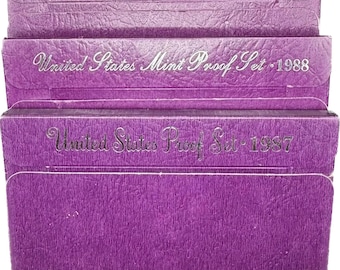 United States Mint Proof Set · 1988
United States Proof Set · 1987